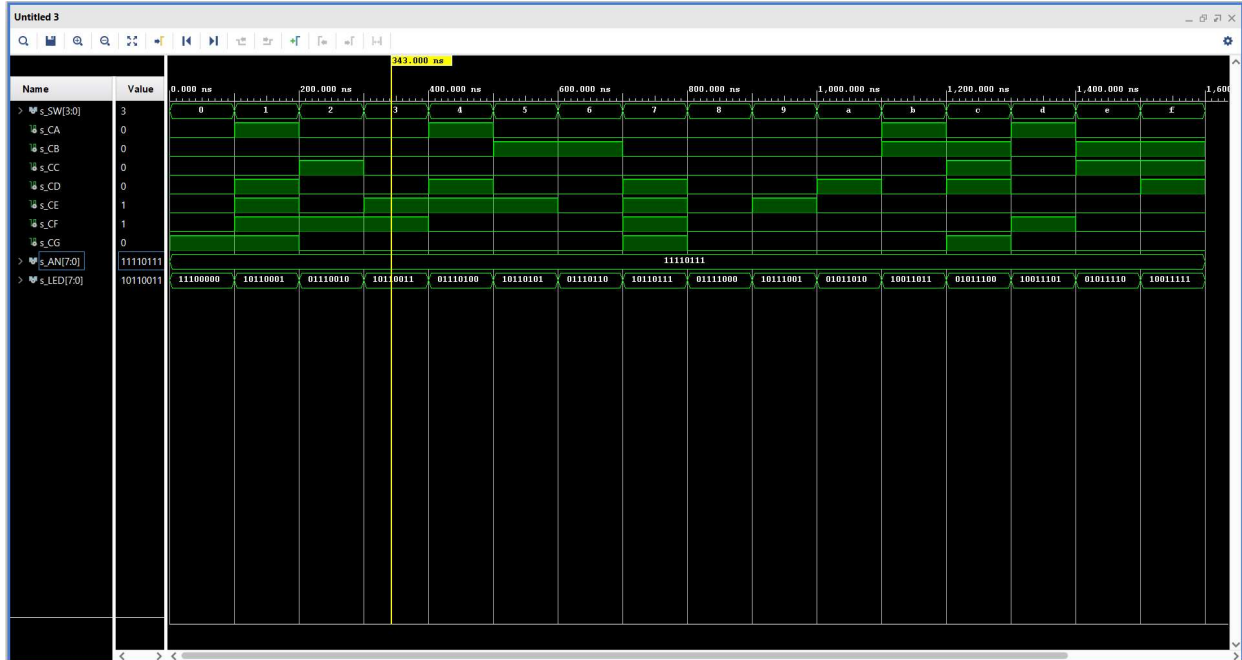 Untitled 3
343.000 ns
Name Value 0.000 ns 200.000 ns 400.000 ns 600.000 ns 800.000 ns 1,000.000 ns 1,200.000 ns 1,400.000 ns 1,600
s_SW[3:0] 3 0 1 2 3 4 5 6 7 8 9 a b c d e f
s_CA 0
s_CB 0
s_CC 0
s_CD 0
s_CE 1
s_CF 1
s_CG 0
s_AN[7:0] 11110111 11110111
s_LED[7:0] 10110011 11100000 10110001 01110010 10110011 01110100 10110101 01110110 10110111 01111000 10111001 01011010 10011011 01011100 10011101 01011110 10011111